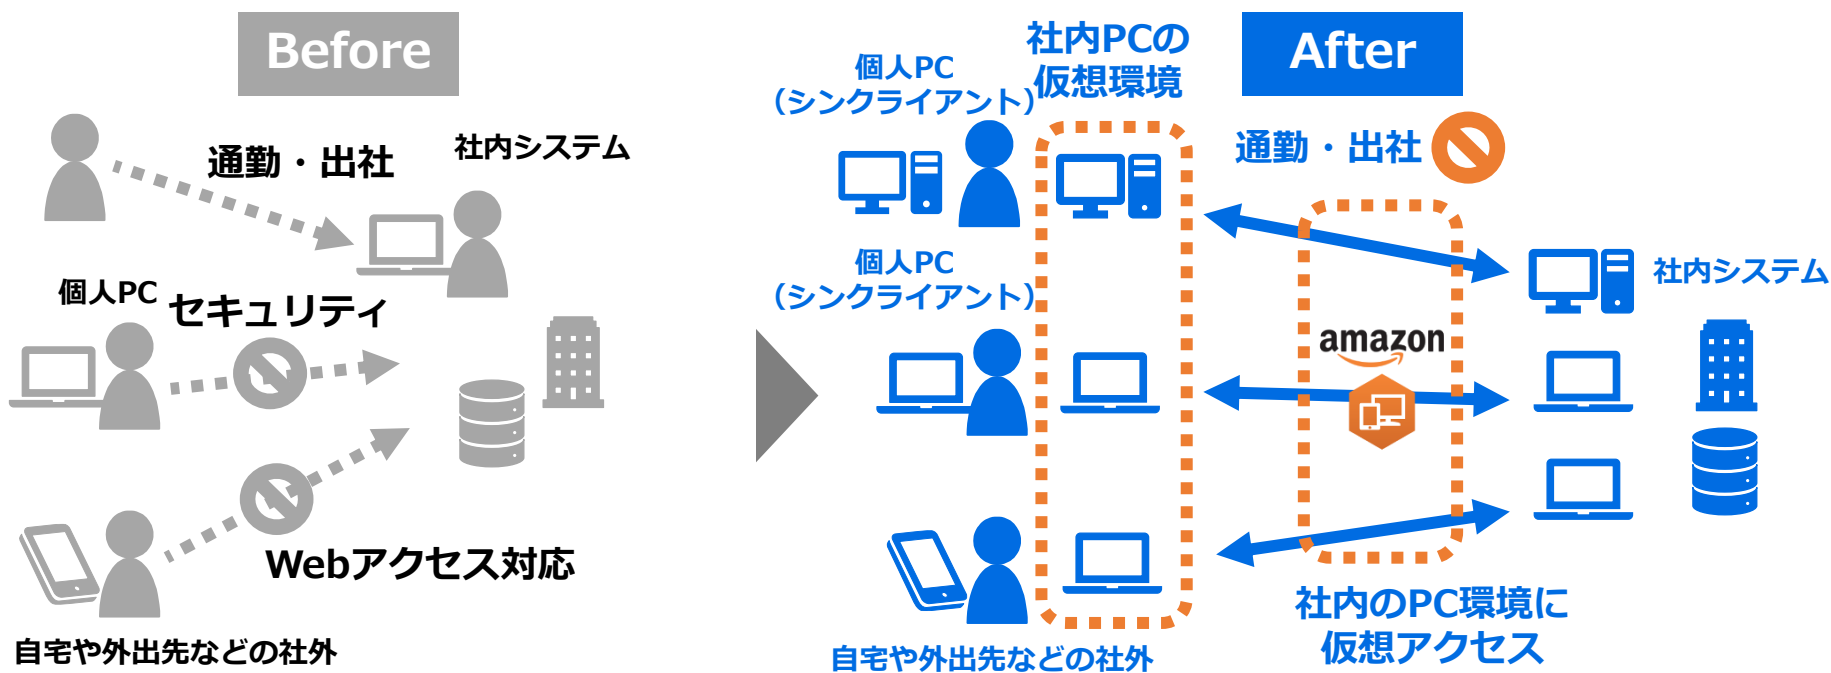 Before
通勤・出社
社内システム
個人PC
セキュリティ
Webアクセス対応
自宅や外出先などの社外
After
社内PCの
仮想環境
個人PC
（シンクライアント）
通勤・出社
個人PC
（シンクライアント）
社内システム
amazon
社内のPC環境に
仮想アクセス
自宅や外出先などの社外